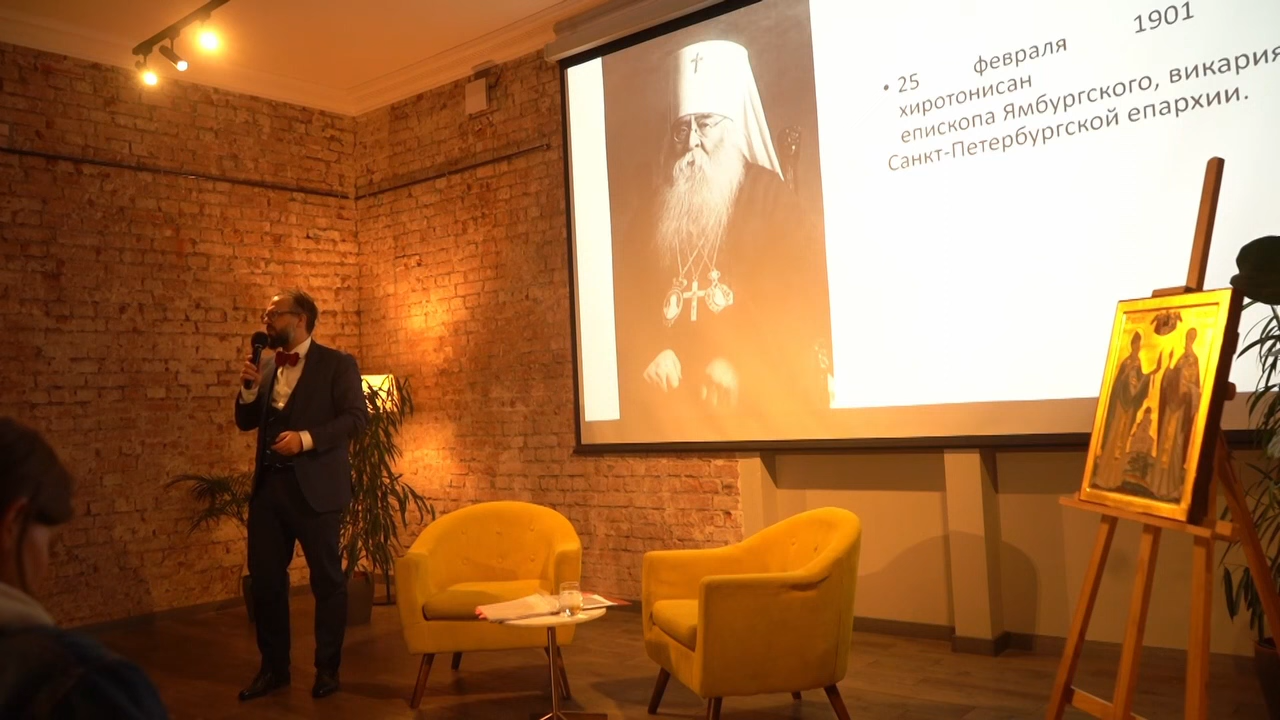 • 25 февраля 1901
хиротонисан
епископа Ямбургского, викария
Санкт-Петербургской епархии.